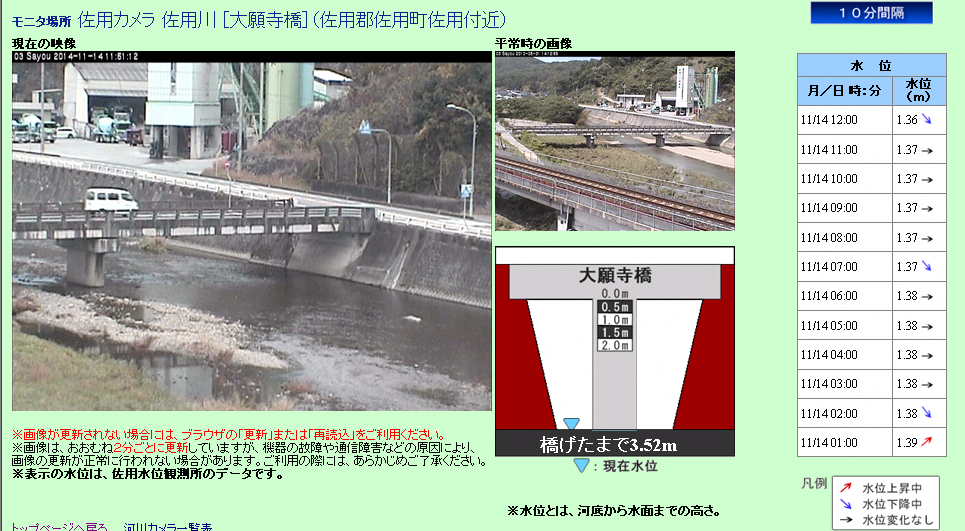 モニタ場所 佐用カメラ 佐用川 [大願寺橋] (佐用郡佐用町佐用付近)
10分間隔
現在の映像
03 Sayou 2014-11-14 11:51:12
平常時の画像
大願寺橋
0.0m
0.5m
1.0m
1.5m
2.0m
橋げたまで3.52m
：現在水位
※水位とは、河底から水面までの高さ。
※画像が更新されない場合には、ブラウザの「更新」または「再読込」をご利用ください。
※画像は、おおむね2分ごとに更新していますが、機器の故障や通信障害などの原因により、
画像の更新が正常に行われない場合があります。ご利用の際には、あらかじめご了承ください。
※表示の水位は、佐用水位観測所のデータです。
トップページへ戻る 河川カメラ一覧表
水 位
月／日 時：分 水位(m)
11/14 12:00 1.36 ↘
11/14 11:00 1.37 →
11/14 10:00 1.37 →
11/14 09:00 1.37 →
11/14 08:00 1.37 →
11/14 07:00 1.37 ↘
11/14 06:00 1.38 →
11/14 05:00 1.38 →
11/14 04:00 1.38 →
11/14 03:00 1.38 →
11/14 02:00 1.38 ↘
11/14 01:00 1.39 ↗
凡例
↗ 水位上昇中
↘ 水位下降中
→ 水位変化なし